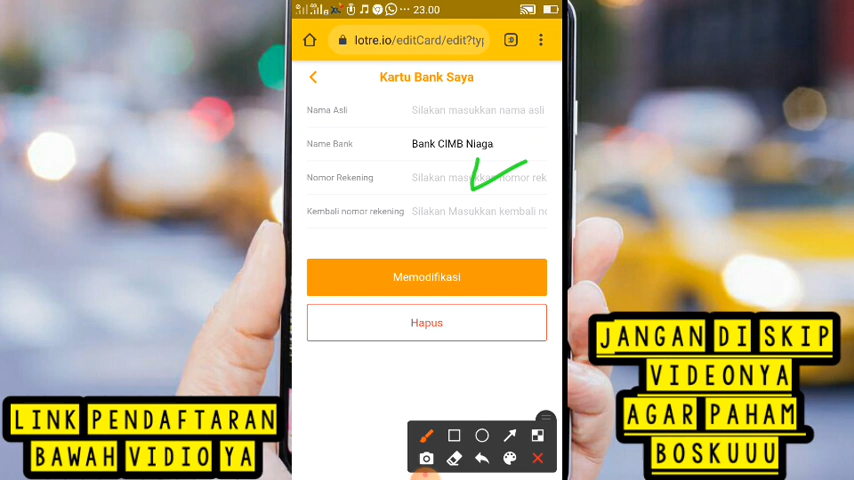 23.00
lotre.io/editCard/edit?typ
Kartu Bank Saya
Nama Asli Silakan masukkan nama asli
Name Bank Bank CIMB Niaga
Nomor Rekening Silakan masukkan nomor rek
Kembali nomor rekening Silakan Masukkan kembali no
Memodifikasi
Hapus
LINK PENDAFTARAN
BAWAH VIDIO YA
JANGAN DI SKIP
VIDEONYA
AGAR PAHAM
BOSKUUU